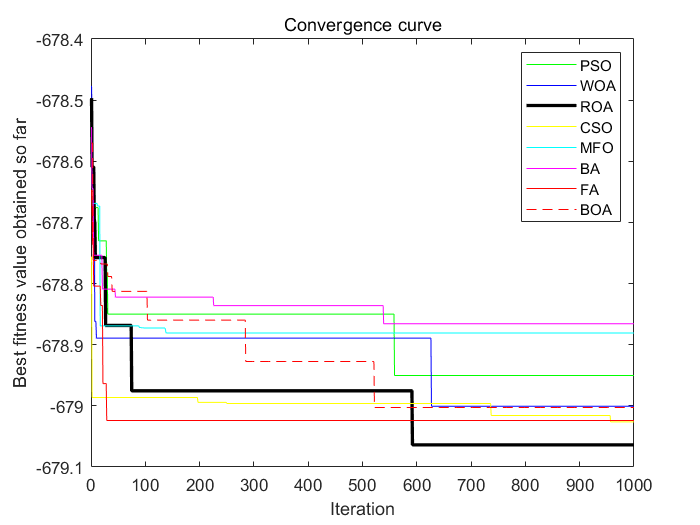 Convergence curve
Best fitness value obtained so far
-678.4
-678.5
-678.6
-678.7
-678.8
-678.9
-679
-679.1
PSO
WOA
ROA
CSO
MFO
BA
FA
BOA
0 100 200 300 400 500 600 700 800 900 1000
Iteration